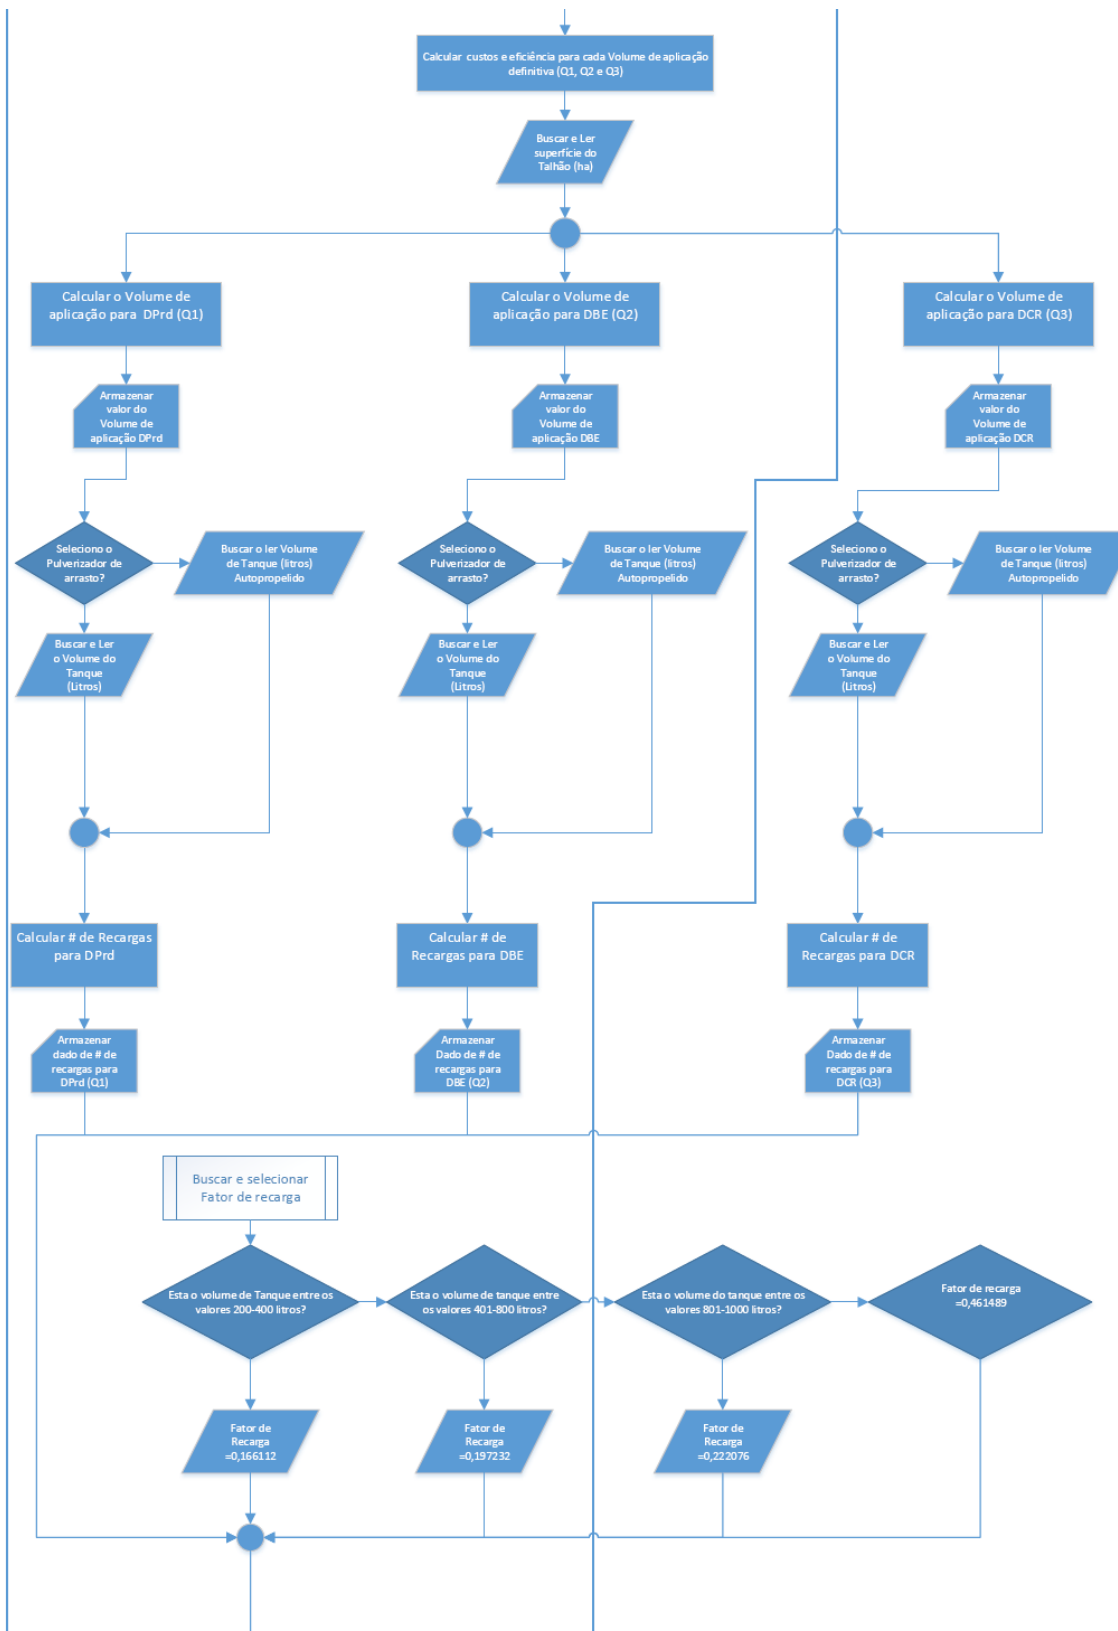 Calcular custos e eficiência para cada Volume de aplicação
definitiva (Q1, Q2 e Q3)
Buscar e Ler
superfície do
Talhão (ha)
Calcular o Volume de
aplicação para DPrd (Q1)
Calcular o Volume de
aplicação para DBE (Q2)
Calcular o Volume de
aplicação para DCR (Q3)
Armazenar
valor do
Volume de
aplicação DPrd
Armazenar
valor do
Volume de
aplicação DBE
Armazenar
valor do
Volume de
aplicação DCR
Seleciono o
Pulverizador de
arrasto?
Buscar o ler Volume
de Tanque (litros)
Autopropelido
Seleciono o
Pulverizador de
arrasto?
Buscar o ler Volume
de Tanque (litros)
Autopropelido
Seleciono o
Pulverizador de
arrasto?
Buscar o ler Volume
de Tanque (litros)
Autopropelido
Buscar e Ler
o Volume do
Tanque
(Litros)
Buscar e Ler
o Volume do
Tanque
(Litros)
Buscar e Ler
o Volume do
Tanque
(Litros)
Calcular # de Recargas
para DPrd
Calcular # de
Recargas para DBE
Calcular # de
Recargas para DCR
Armazenar
dado de # de
recargas para
DPrd (Q1)
Armazenar
Dado de # de
recargas para
DBE (Q2)
Armazenar
Dado de # de
recargas para
DCR (Q3)
Buscar e selecionar
Fator de recarga
Esta o volume de Tanque entre os
valores 200-400 litros?
Esta o volume de tanque entre
os valores 401-800 litros?
Esta o volume do tanque entre os
valores 801-1000 litros?
Fator de recarga
=0,461489
Fator de
Recarga
=0,166112
Fator de
Recarga
=0,197232
Fator de
Recarga
=0,222076